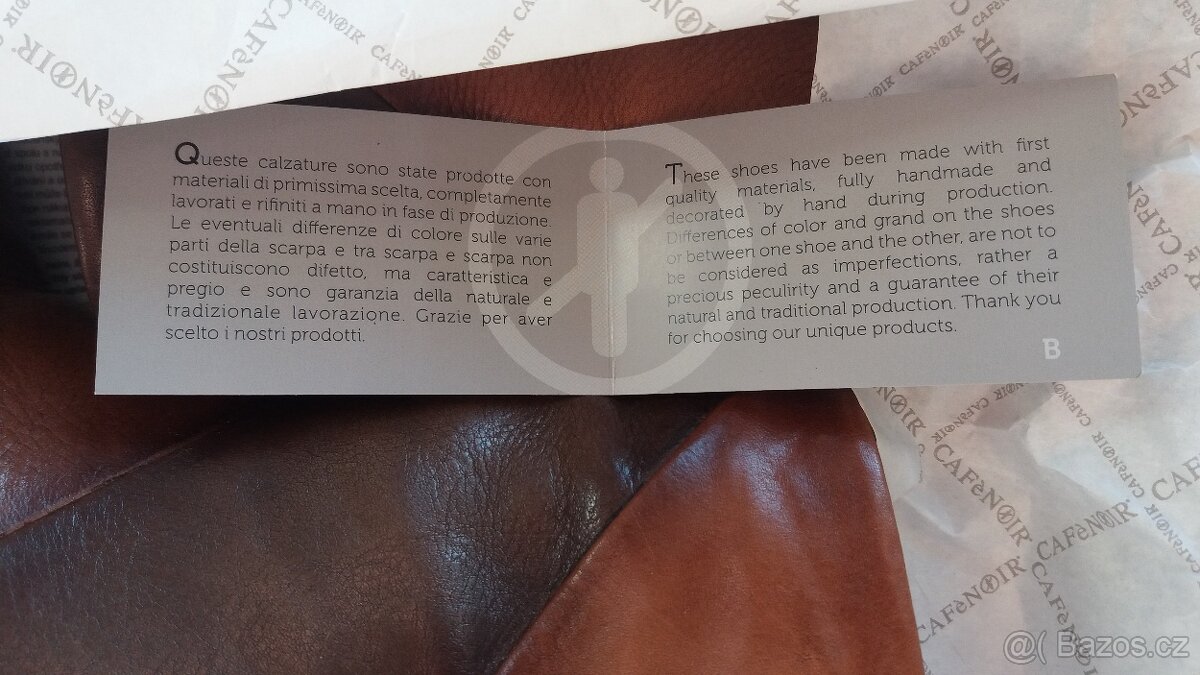 CAFèNOIR
Queste calzature sono state prodotte con
materiali di primissima scelta, completamente
lavorati e rifiniti a mano in fase di produzione.
Le eventuali differenze di colore sulle varie
parti della scarpa e tra scarpa e scarpa non
costituiscono difetto, ma caratteristica e
pregio e sono garanzia della naturale e
tradizionale lavorazione. Grazie per aver
scelto i nostri prodotti.
These shoes have been made with first
quality materials, fully handmade and
decorated by hand during production.
Differences of color and grand on the shoes
or between one shoe and the other, are not to
be considered as imperfections, rather a
precious peculirity and a guarantee of their
natural and traditional production. Thank you
for choosing our unique products.
B
CAFèNOIR
CAFèNOIR
CAFèNOIR
@( Bazos.cz